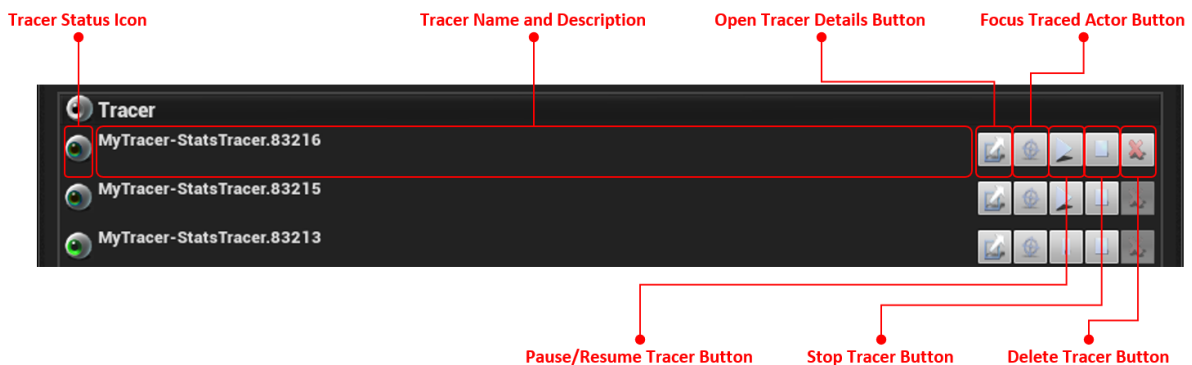 Tracer Status Icon
Tracer Name and Description
Open Tracer Details Button
Focus Traced Actor Button
Tracer
MyTracer-StatsTracer.83216
MyTracer-StatsTracer.83215
MyTracer-StatsTracer.83213
Pause/Resume Tracer Button
Stop Tracer Button
Delete Tracer Button